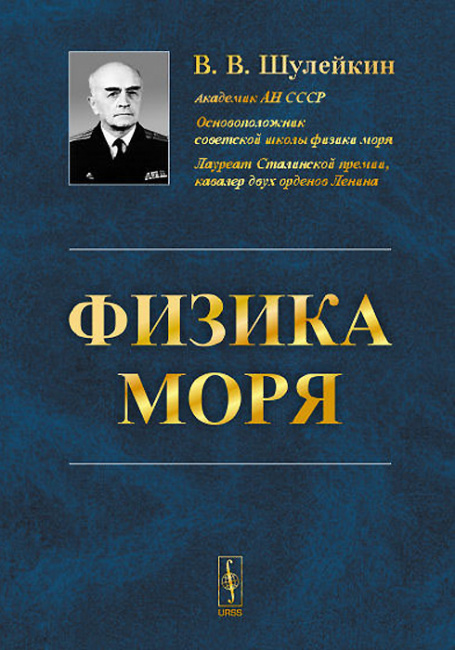 В. В. Шулейкин
Академик АН СССР
Основоположник
советской школы физики моря
Лауреат Сталинской премии,
кавалер двух орденов Ленина
ФИЗИКА
МОРЯ
URSS